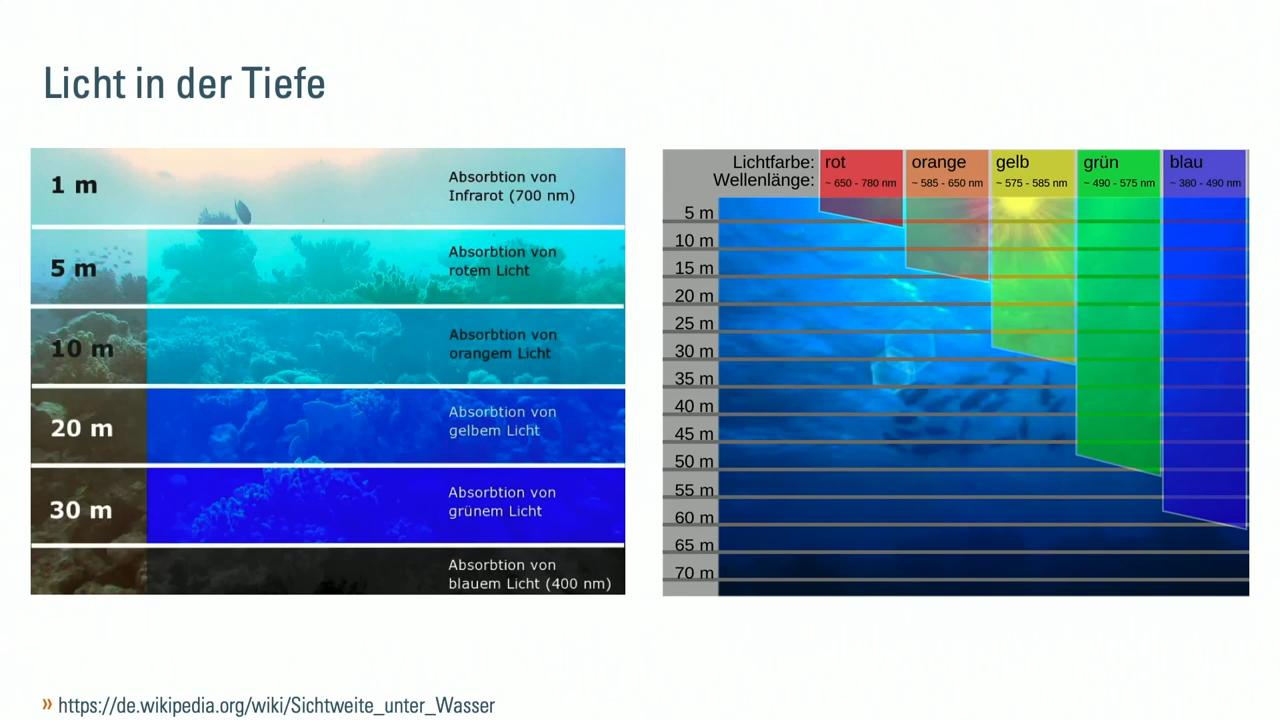 Licht in der Tiefe
1 m
Absorbtion von
Infrarot (700 nm)
5 m
Absorbtion von
rotem Licht
10 m
Absorbtion von
orangem Licht
20 m
Absorbtion von
gelbem Licht
30 m
Absorbtion von
grünem Licht
Absorbtion von
blauem Licht (400 nm)
Lichtfarbe: rot orange gelb grün blau
Wellenlänge: ~ 650 - 780 nm ~ 585 - 650 nm ~ 575 - 585 nm ~ 490 - 575 nm ~ 380 - 490 nm
5 m
10 m
15 m
20 m
25 m
30 m
35 m
40 m
45 m
50 m
55 m
60 m
65 m
70 m
» https://de.wikipedia.org/wiki/Sichtweite_unter_Wasser